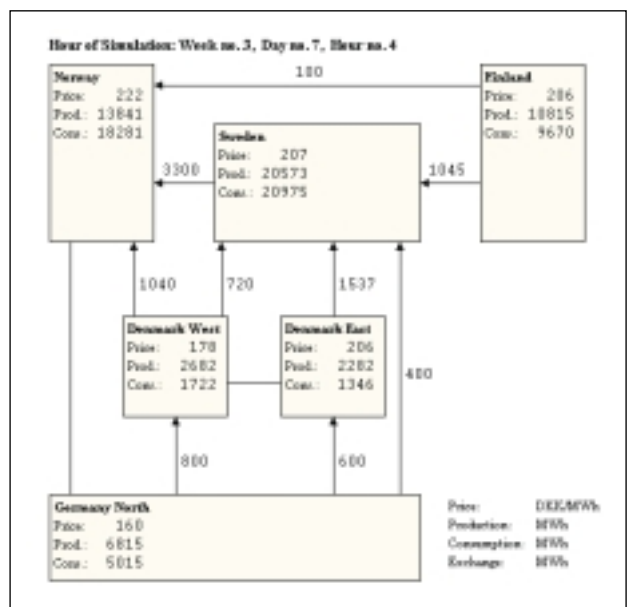 Hour of Simulation: Week no. 3, Day no. 7, Hour no. 4
Norway
Price: 222
Prod.: 13841
Cons.: 18281
100
Finland
Price: 206
Prod.: 10815
Cons.: 9670
Sweden
Price: 207
Prod.: 20573
Cons.: 20975
3300
1045
1040
720
1537
Denmark West
Price: 178
Prod.: 2682
Cons.: 1722
Denmark East
Price: 206
Prod.: 2282
Cons.: 1346
400
800
600
Germany North
Price: 160
Prod.: 6815
Cons.: 5015
Price: DKK/MWh
Production: MWh
Consumption: MWh
Exchange: MWh